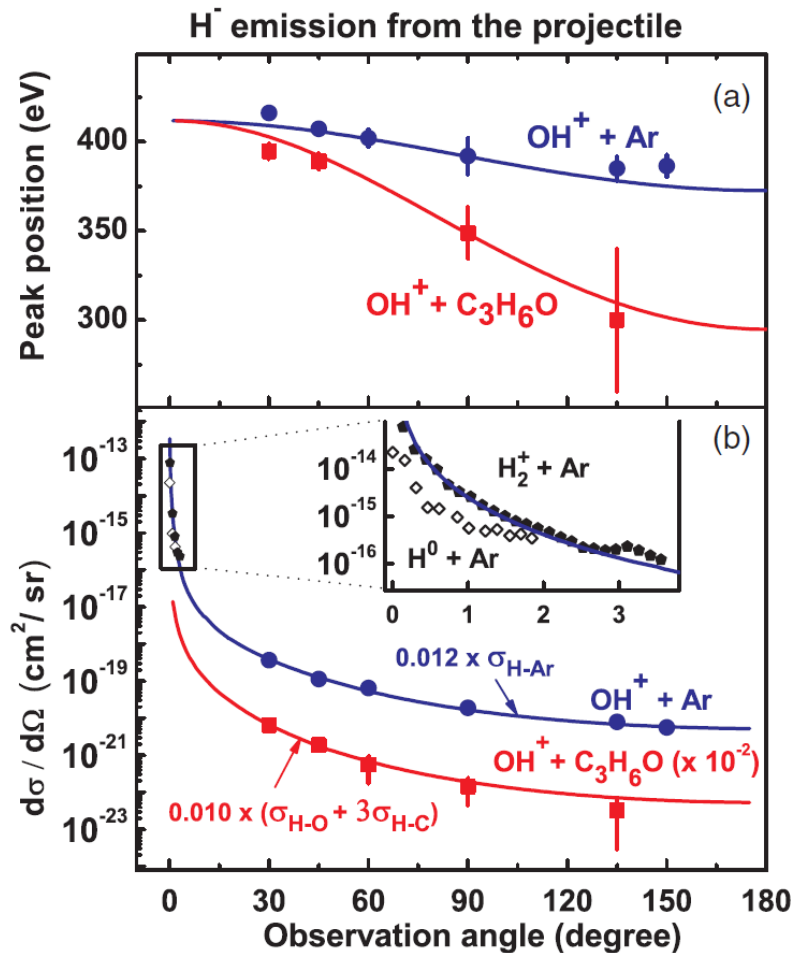 H⁻ emission from the projectile
(a)
Peak position (eV)
400
350
300
OH⁺ + Ar
OH⁺ + C₃H₆O
(b)
dσ / dΩ (cm²/ sr)
10⁻¹³
10⁻¹⁵
10⁻¹⁷
10⁻¹⁹
10⁻²¹
10⁻²³
10⁻¹⁴
10⁻¹⁵
10⁻¹⁶
H₂⁺ + Ar
H⁰ + Ar
0 1 2 3
0.012 x σH-Ar
OH⁺ + Ar
OH⁺ + C₃H₆O (x 10⁻²)
0.010 x (σH-O + 3σH-C)
0 30 60 90 120 150 180
Observation angle (degree)